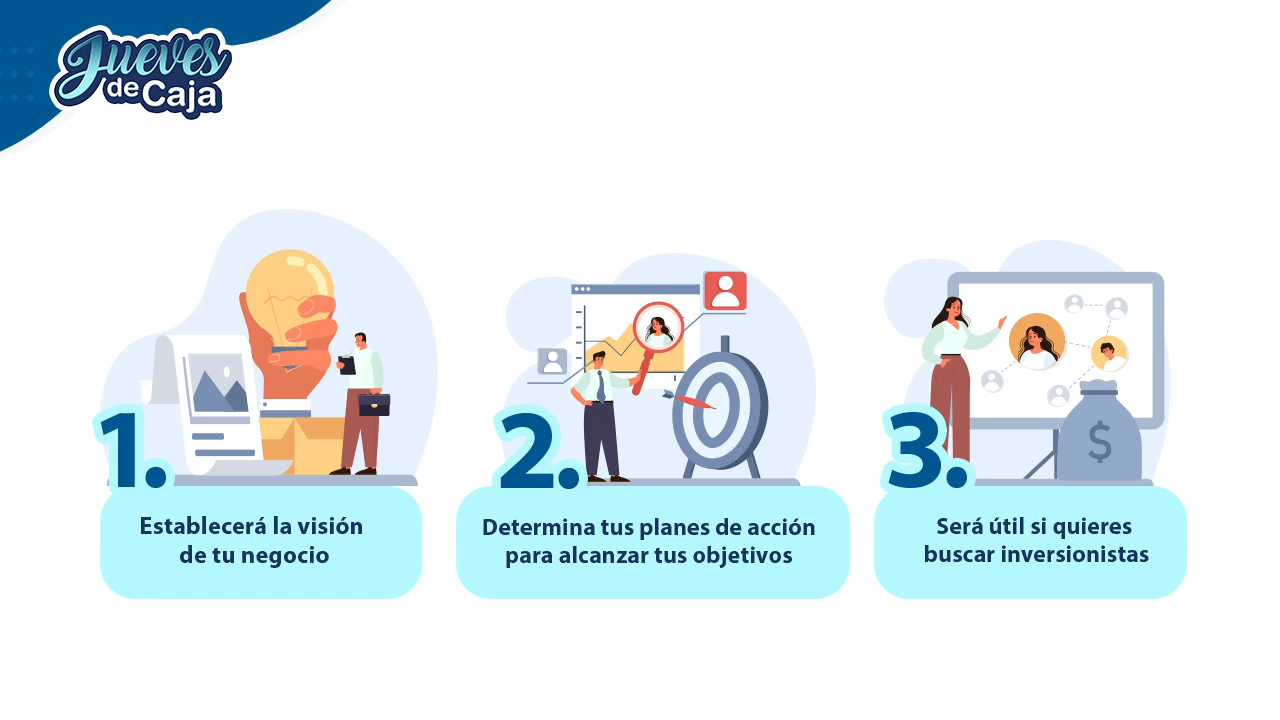 Jueves
de Caja
1.
Establecerá la visión
de tu negocio
2.
Determina tus planes de acción
para alcanzar tus objetivos
3.
Será útil si quieres
buscar inversionistas
$